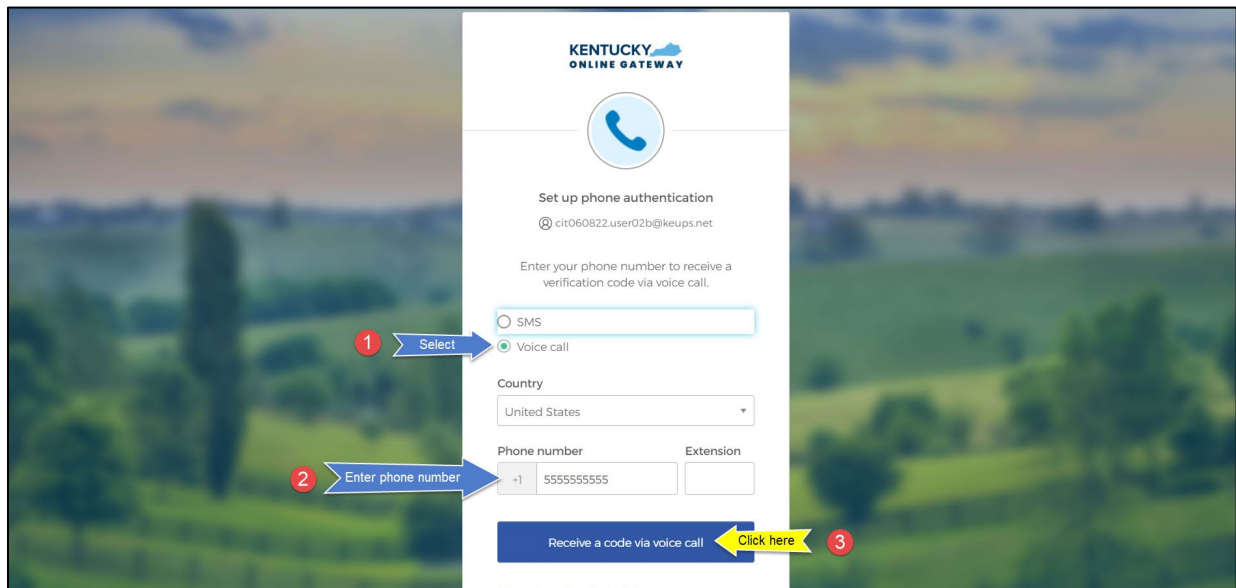 KENTUCKY
ONLINE GATEWAY
Set up phone authentication
cit060822.user02b@keups.net
Enter your phone number to receive a
verification code via voice call.
SMS
1 Select
Voice call
Country
United States
Phone number Extension
2 Enter phone number
+1 5555555555
Receive a code via voice call Click here 3